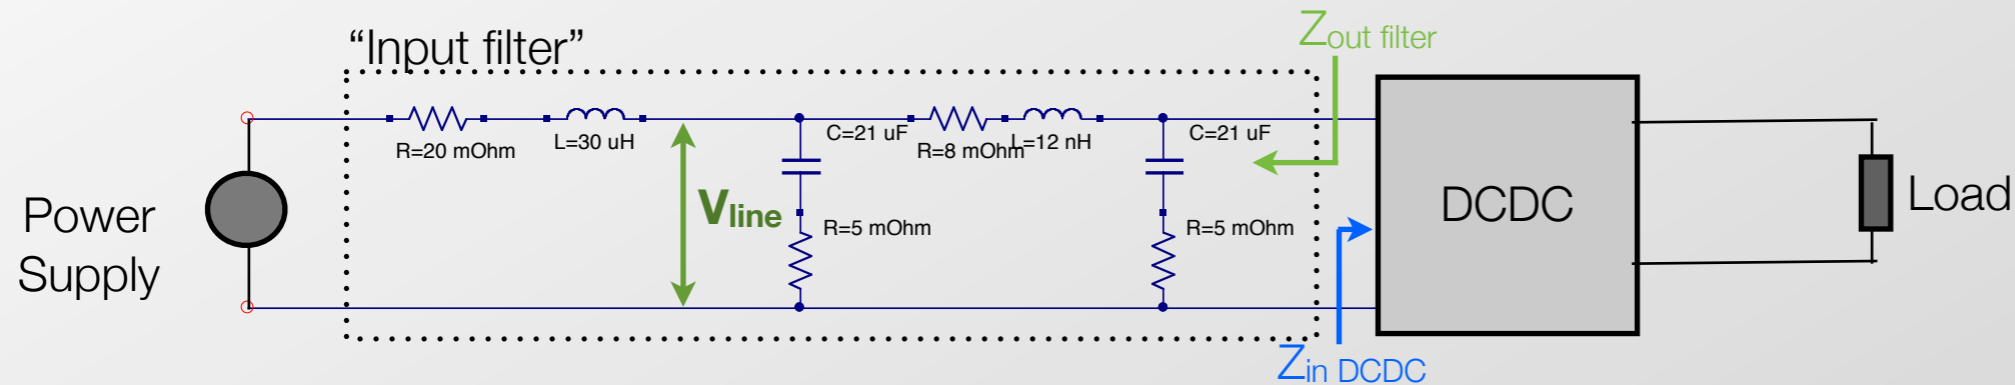 “Input filter”
Zout filter
R=20 mOhm
L=30 uH
C=21 uF
R=8 mOhm
L=12 nH
C=21 uF
Vline
R=5 mOhm
R=5 mOhm
Power
Supply
DCDC
Load
Zin DCDC